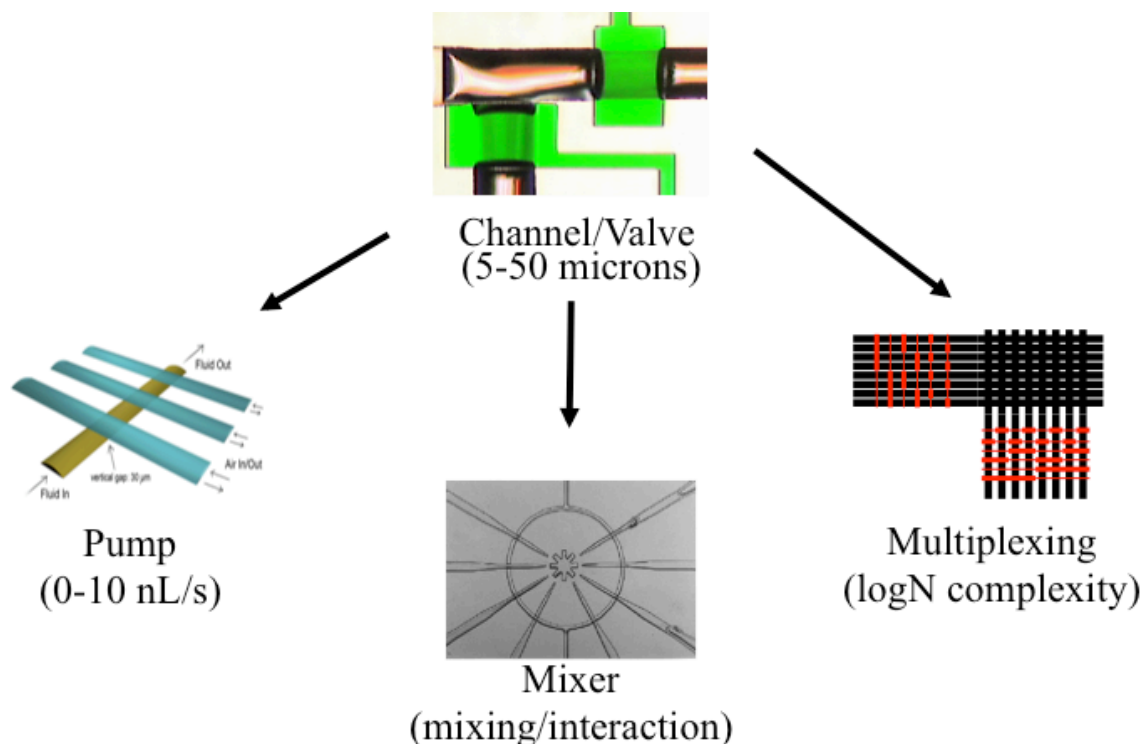 Channel/Valve
(5-50 microns)
Fluid Out
Air In/Out
vertical gap: 30 µm
Fluid In
Pump
(0-10 nL/s)
Mixer
(mixing/interaction)
Multiplexing
(logN complexity)